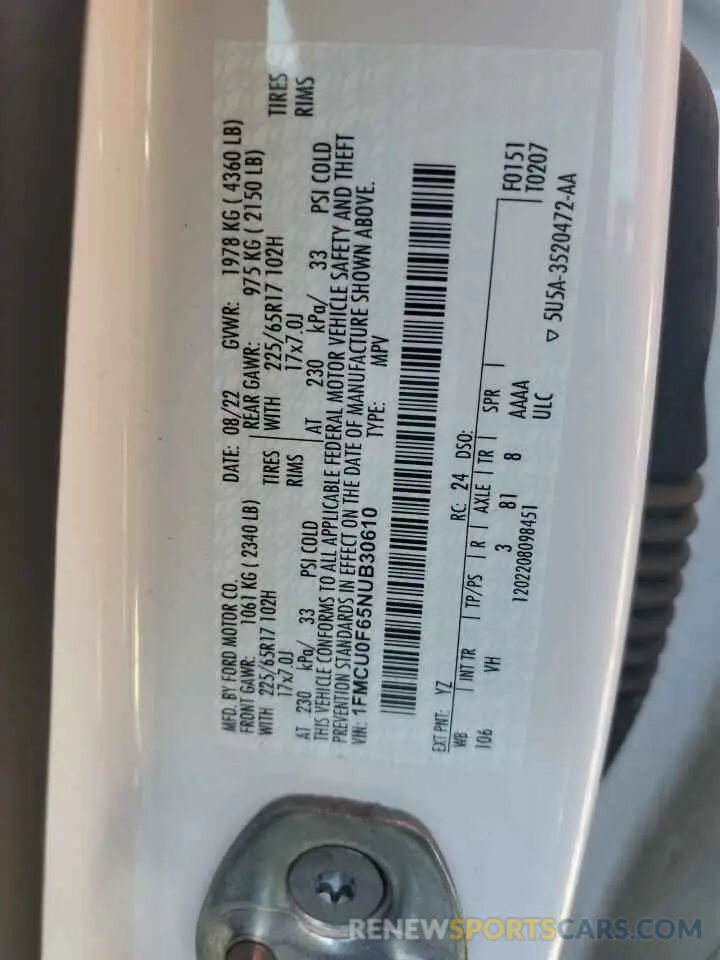 MFD. BY FORD MOTOR CO.
DATE: 08/22 GVWR: 1978 KG ( 4360 LB)
FRONT GAWR: 1061 KG ( 2340 LB)
REAR GAWR: 975 KG ( 2150 LB)
WITH 225/65R17 102H TIRES
WITH 225/65R17 102H TIRES
17x7.0J RIMS
17x7.0J RIMS
AT 230 kPa/ 33 PSI COLD
AT 230 kPa/ 33 PSI COLD
THIS VEHICLE CONFORMS TO ALL APPLICABLE FEDERAL MOTOR VEHICLE SAFETY AND THEFT
PREVENTION STANDARDS IN EFFECT ON THE DATE OF MANUFACTURE SHOWN ABOVE.
VIN: 1FMCU0F65NUB30610 TYPE: MPV
F0151
T0207
EXT PNT: YZ RC: 24 DSO:
WB INT TR TP/PS R AXLE TR SPR
106 VH 3 81 8 AAAA
1202208098451 ULC
▽ 5U5A-3520472-AA
RENEWSPORTSCARS.COM